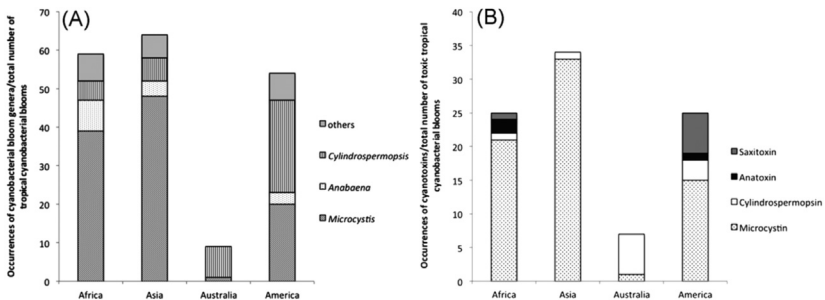 (A)
Occurrences of cyanobacterial bloom genera/total number of
tropical cyanobacterial blooms
70
60
50
40
30
20
10
0
Africa
Asia
Australia
America
others
Cylindrospermopsis
Anabaena
Microcystis
(B)
Occurrences of cyanotoxins/total number of toxic tropical
cyanobacterial blooms
40
35
30
25
20
15
10
5
0
Africa
Asia
Australia
America
Saxitoxin
Anatoxin
Cylindrospermopsin
Microcystin